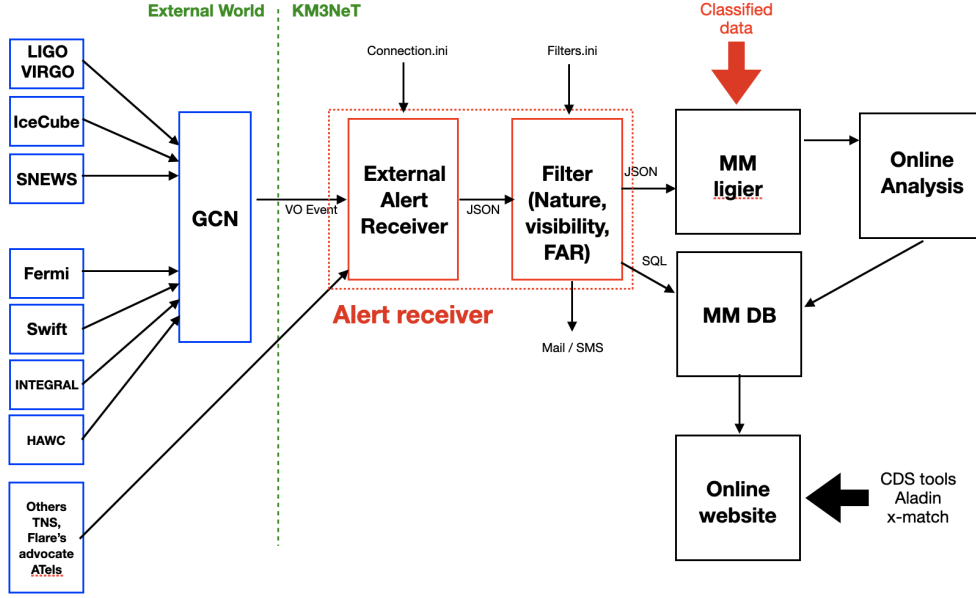 External World
KM3NeT
Classified
data
LIGO
VIRGO
IceCube
SNEWS
Fermi
Swift
INTEGRAL
HAWC
Others
TNS,
Flare's
advocate
ATels
GCN
VO Event
Connection.ini
Filters.ini
External
Alert
Receiver
JSON
Filter
(Nature,
visibility,
FAR)
Alert receiver
Mail / SMS
JSON
SQL
MM
ligier
Online
Analysis
MM DB
Online
website
CDS tools
Aladin
x-match